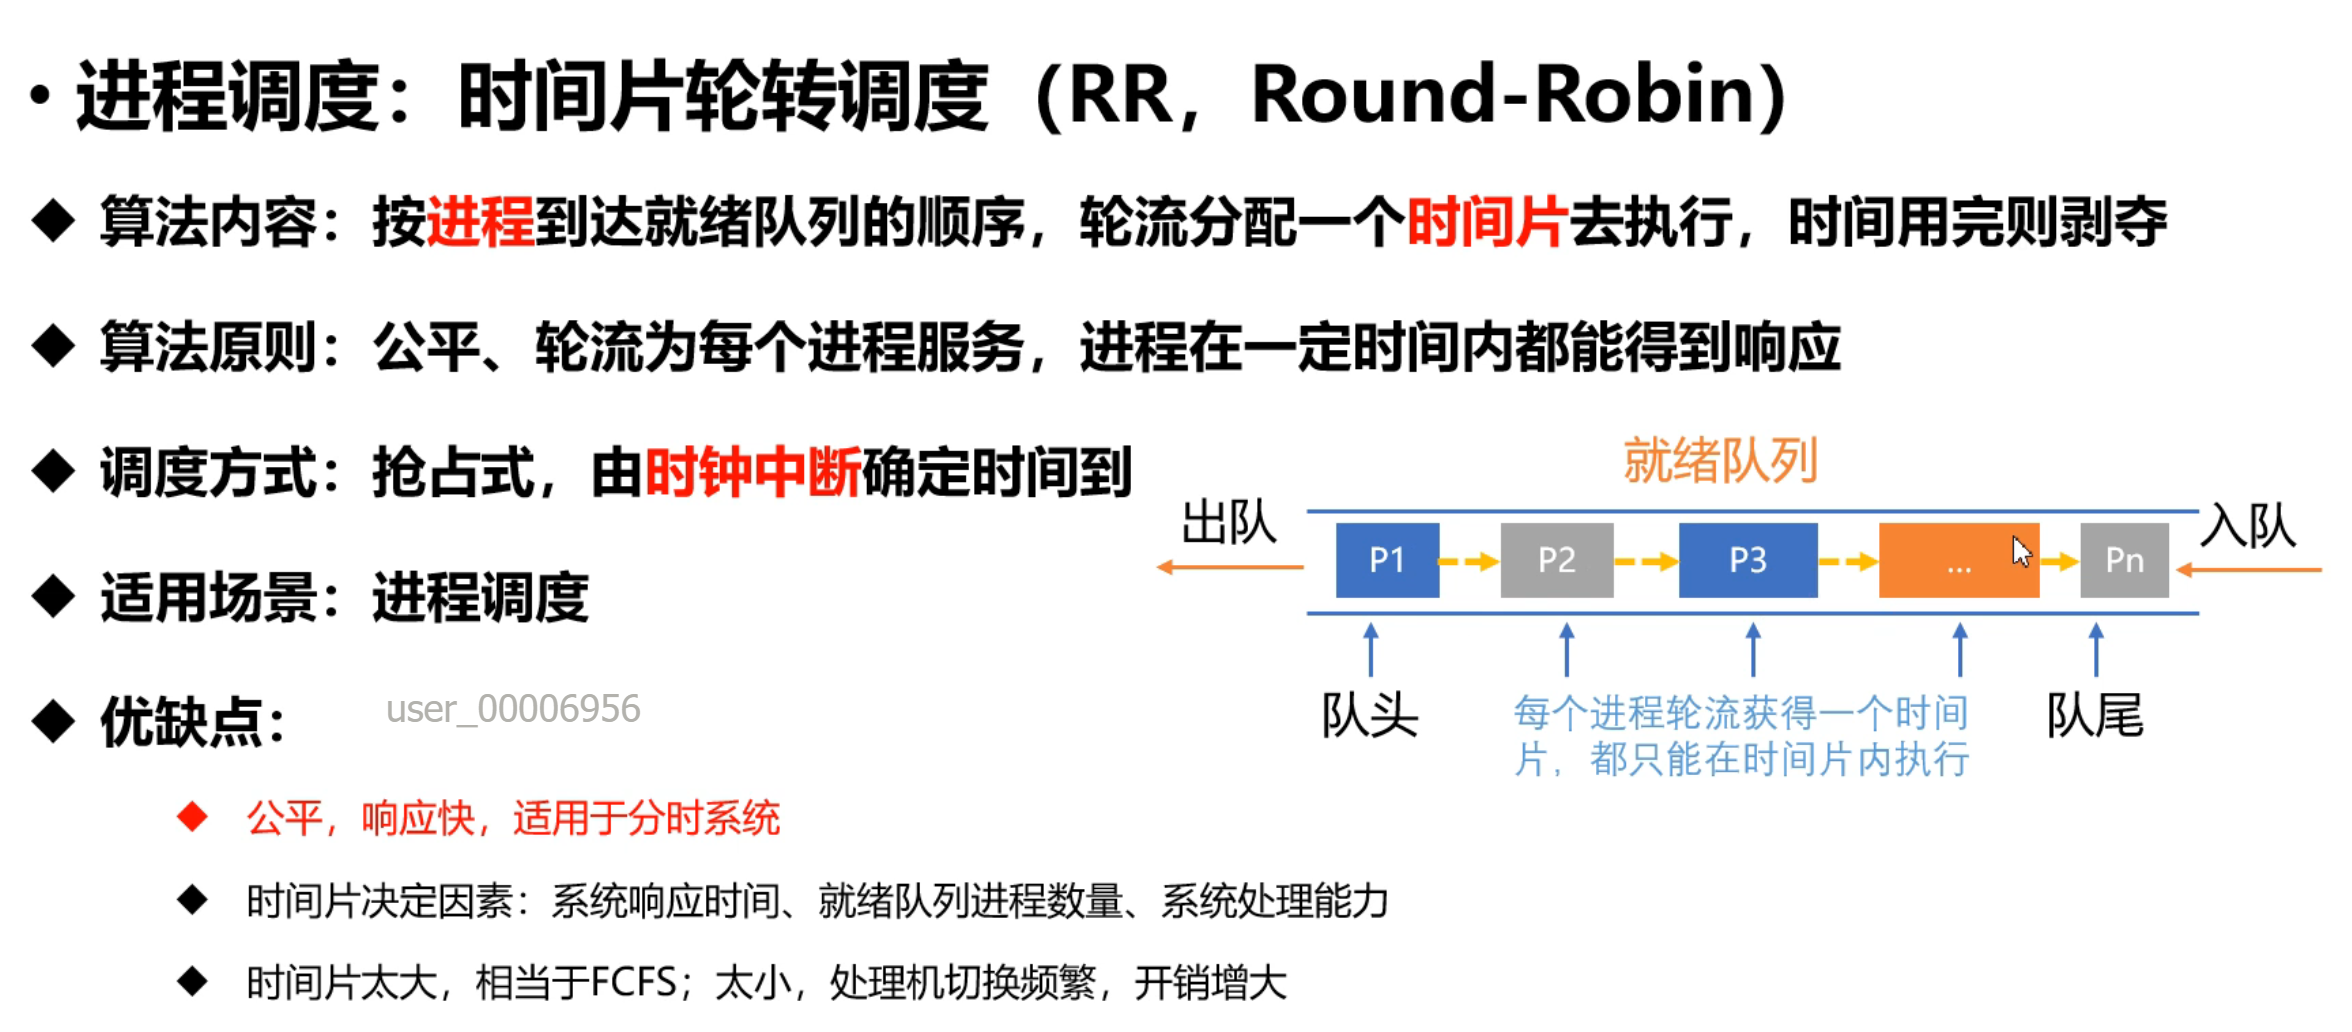 • 进程调度：时间片轮转调度（RR，Round-Robin）
◆ 算法内容：按进程到达就绪队列的顺序，轮流分配一个时间片去执行，时间用完则剥夺
◆ 算法原则：公平、轮流为每个进程服务，进程在一定时间内都能得到响应
◆ 调度方式：抢占式，由时钟中断确定时间到
◆ 适用场景：进程调度
◆ 优缺点：
user_00006956
◆ 公平，响应快，适用于分时系统
◆ 时间片决定因素：系统响应时间、就绪队列进程数量、系统处理能力
◆ 时间片太大，相当于FCFS；太小，处理机切换频繁，开销增大
就绪队列
出队
P1
P2
P3
...
Pn
入队
队头
每个进程轮流获得一个时间
片，都只能在时间片内执行
队尾